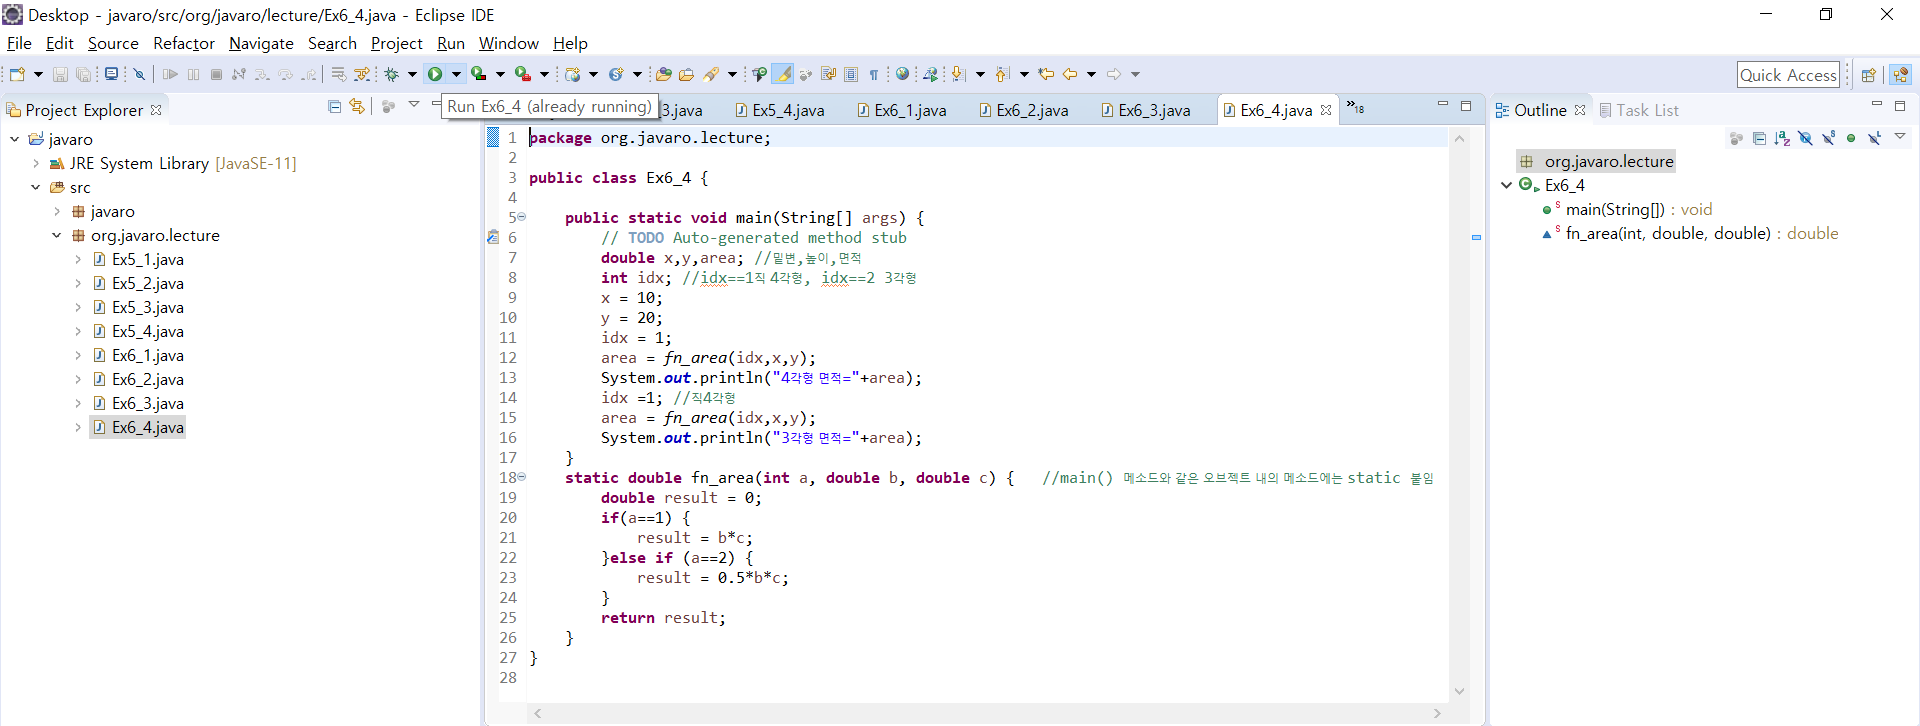 Desktop - javaro/src/org/javaro/lecture/Ex6_4.java - Eclipse IDE
File Edit Source Refactor Navigate Search Project Run Window Help
Quick Access
Project Explorer
Run Ex6_4 (already running)
3.java
Ex5_4.java
Ex6_1.java
Ex6_2.java
Ex6_3.java
Ex6_4.java
18
Outline
Task List
javaro
JRE System Library [JavaSE-11]
src
javaro
org.javaro.lecture
Ex5_1.java
Ex5_2.java
Ex5_3.java
Ex5_4.java
Ex6_1.java
Ex6_2.java
Ex6_3.java
Ex6_4.java
1 package org.javaro.lecture;
2
3 public class Ex6_4 {
4
5 public static void main(String[] args) {
6 // TODO Auto-generated method stub
7 double x,y,area; //밑변,높이,면적
8 int idx; //idx==1직 4각형, idx==2 3각형
9 x = 10;
10 y = 20;
11 idx = 1;
12 area = fn_area(idx,x,y);
13 System.out.println("4각형 면적="+area);
14 idx =1; //직4각형
15 area = fn_area(idx,x,y);
16 System.out.println("3각형 면적="+area);
17 }
18 static double fn_area(int a, double b, double c) { //main() 메소드와 같은 오브젝트 내의 메소드에는 static 붙임
19 double result = 0;
20 if(a==1) {
21 result = b*c;
22 }else if (a==2) {
23 result = 0.5*b*c;
24 }
25 return result;
26 }
27 }
28
org.javaro.lecture
Ex6_4
main(String[]) : void
fn_area(int, double, double) : double